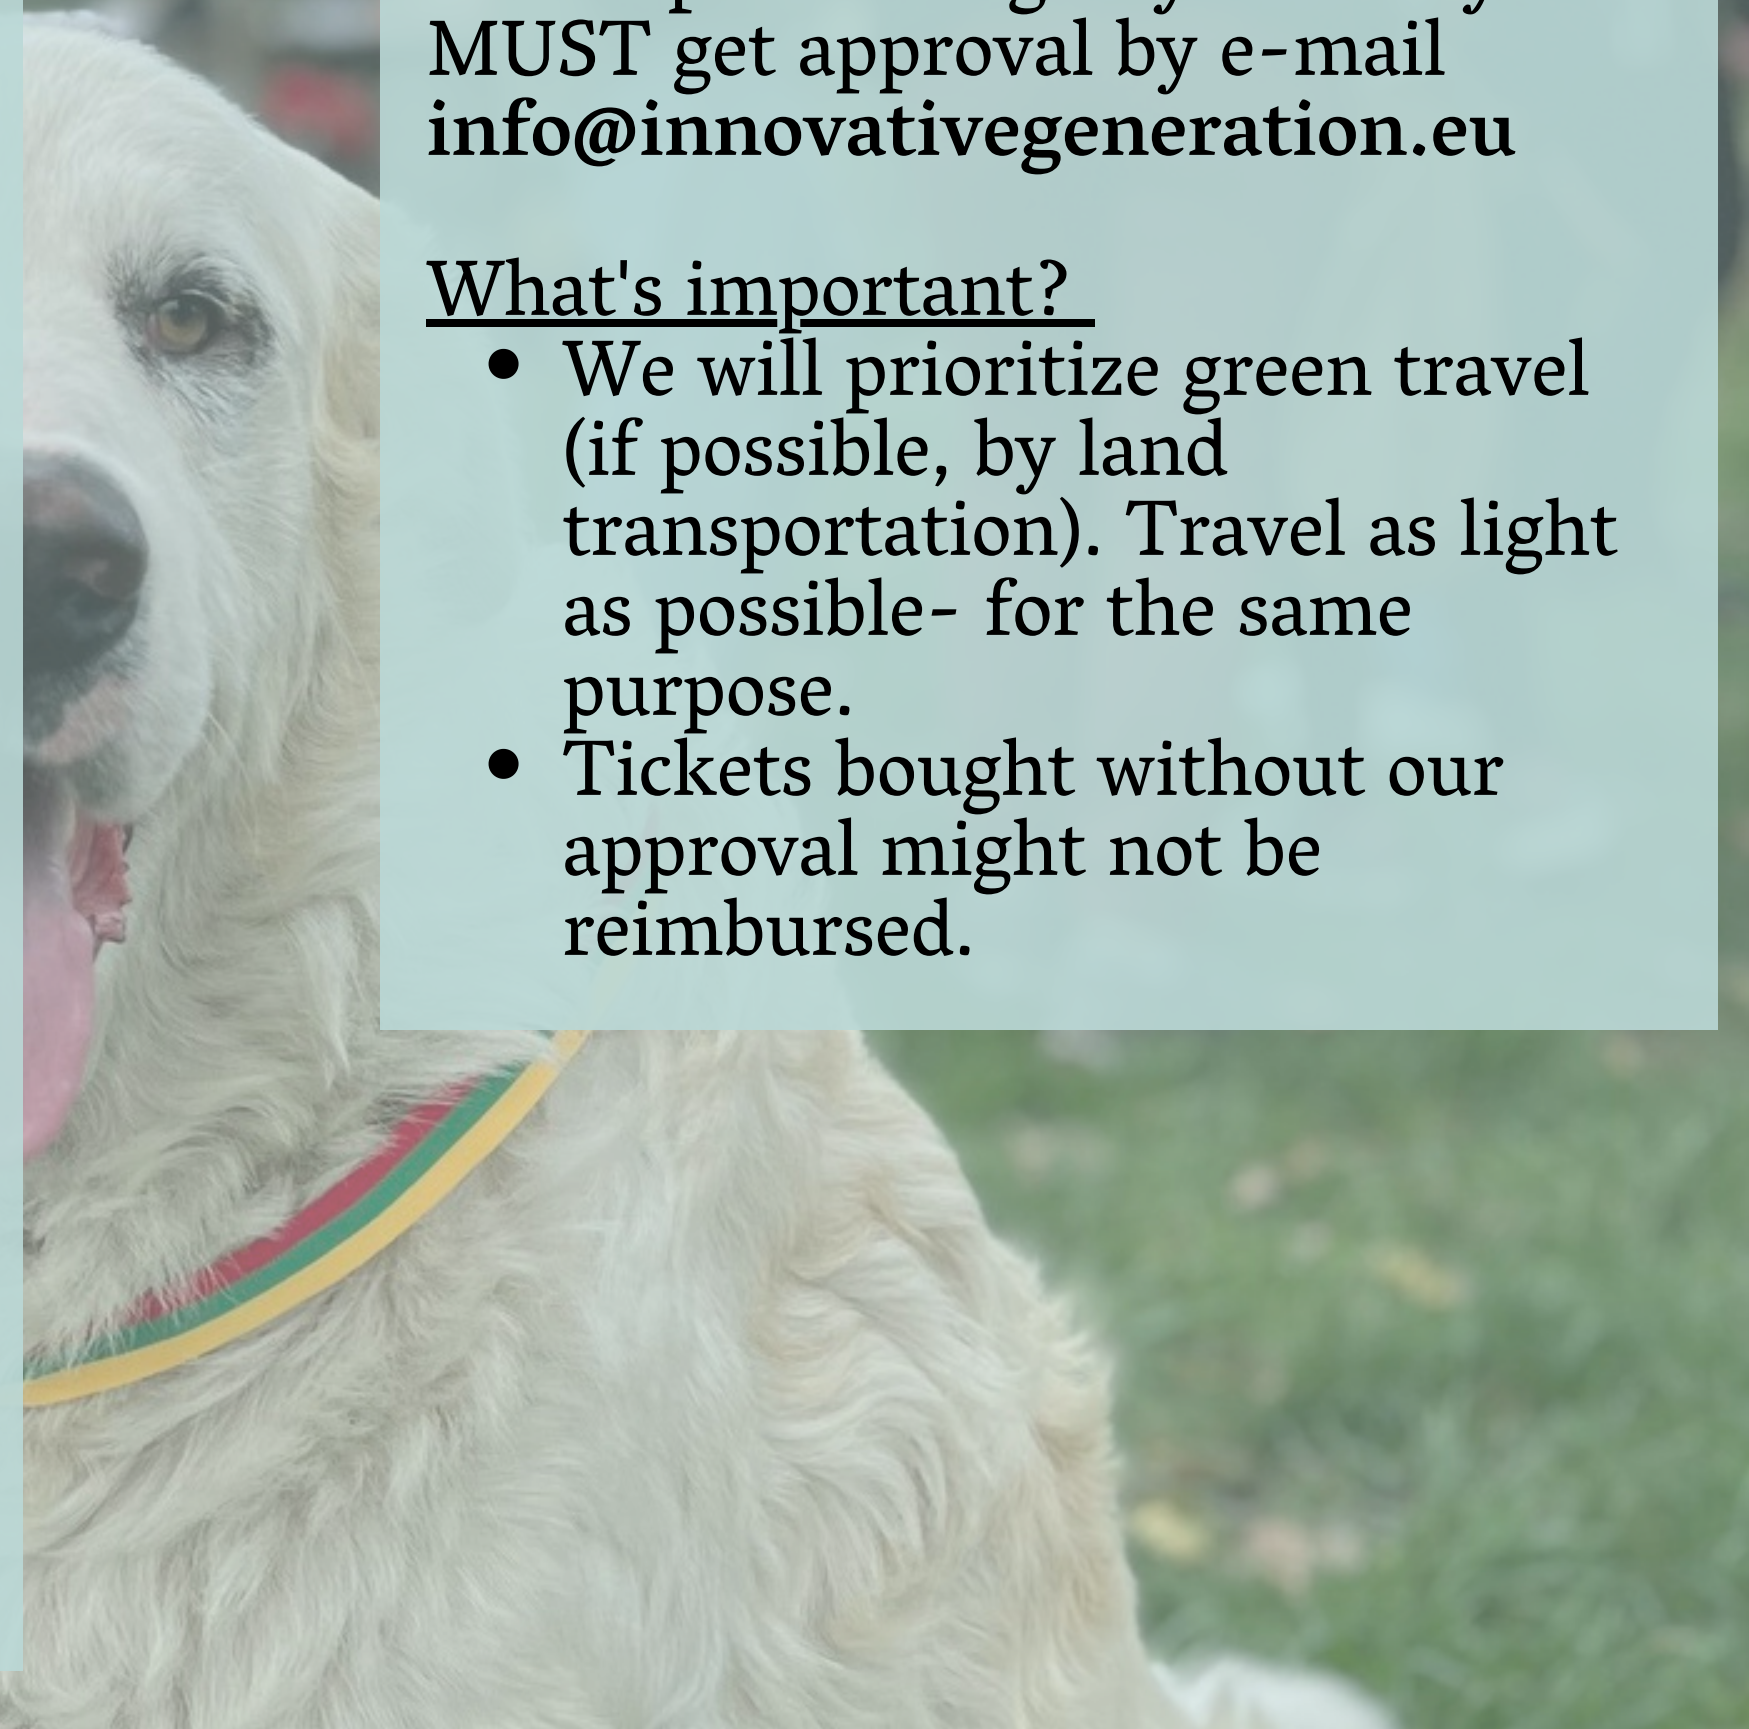 MUST get approval by e-mail
info@innovativegeneration.eu
What's important?
• We will prioritize green travel
(if possible, by land
transportation). Travel as light
as possible- for the same
purpose.
• Tickets bought without our
approval might not be
reimbursed.